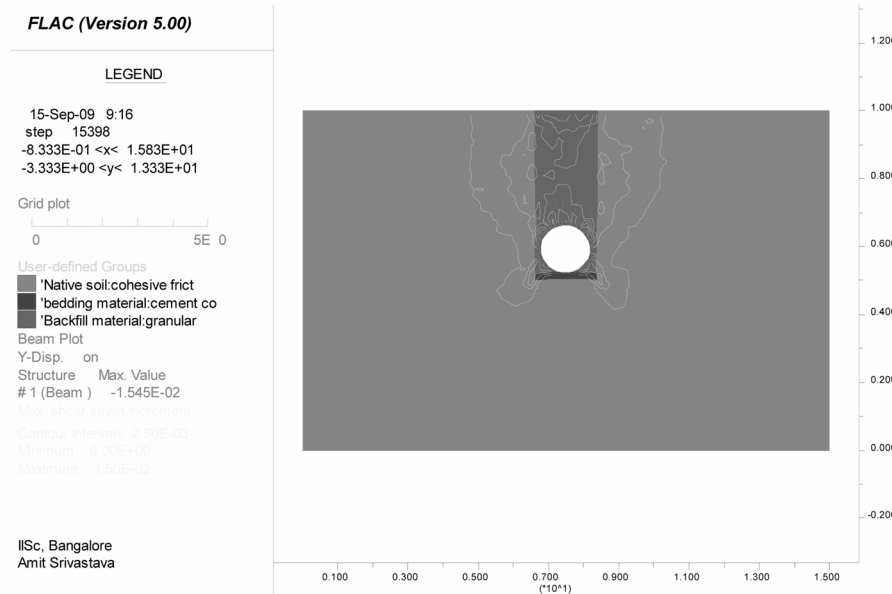 FLAC (Version 5.00)
LEGEND
15-Sep-09 9:16
step 15398
-8.333E-01 <x< 1.583E+01
-3.333E+00 <y< 1.333E+01
Grid plot
0 5E 0
User-defined Groups
'Native soil:cohesive frict
'bedding material:cement co
'Backfill material:granular
Beam Plot
Y-Disp. on
Structure Max. Value
# 1 (Beam ) -1.545E-02
Max. shear strain increment
Contour interval= 2.50E-03
Minimum: 0.00E+00
Maximum: 1.50E-02
IISc, Bangalore
Amit Srivastava
1.200
1.000
0.800
0.600
0.400
0.200
0.000
-0.200
0.100 0.300 0.500 0.700 0.900 1.100 1.300 1.500
(*10^1)